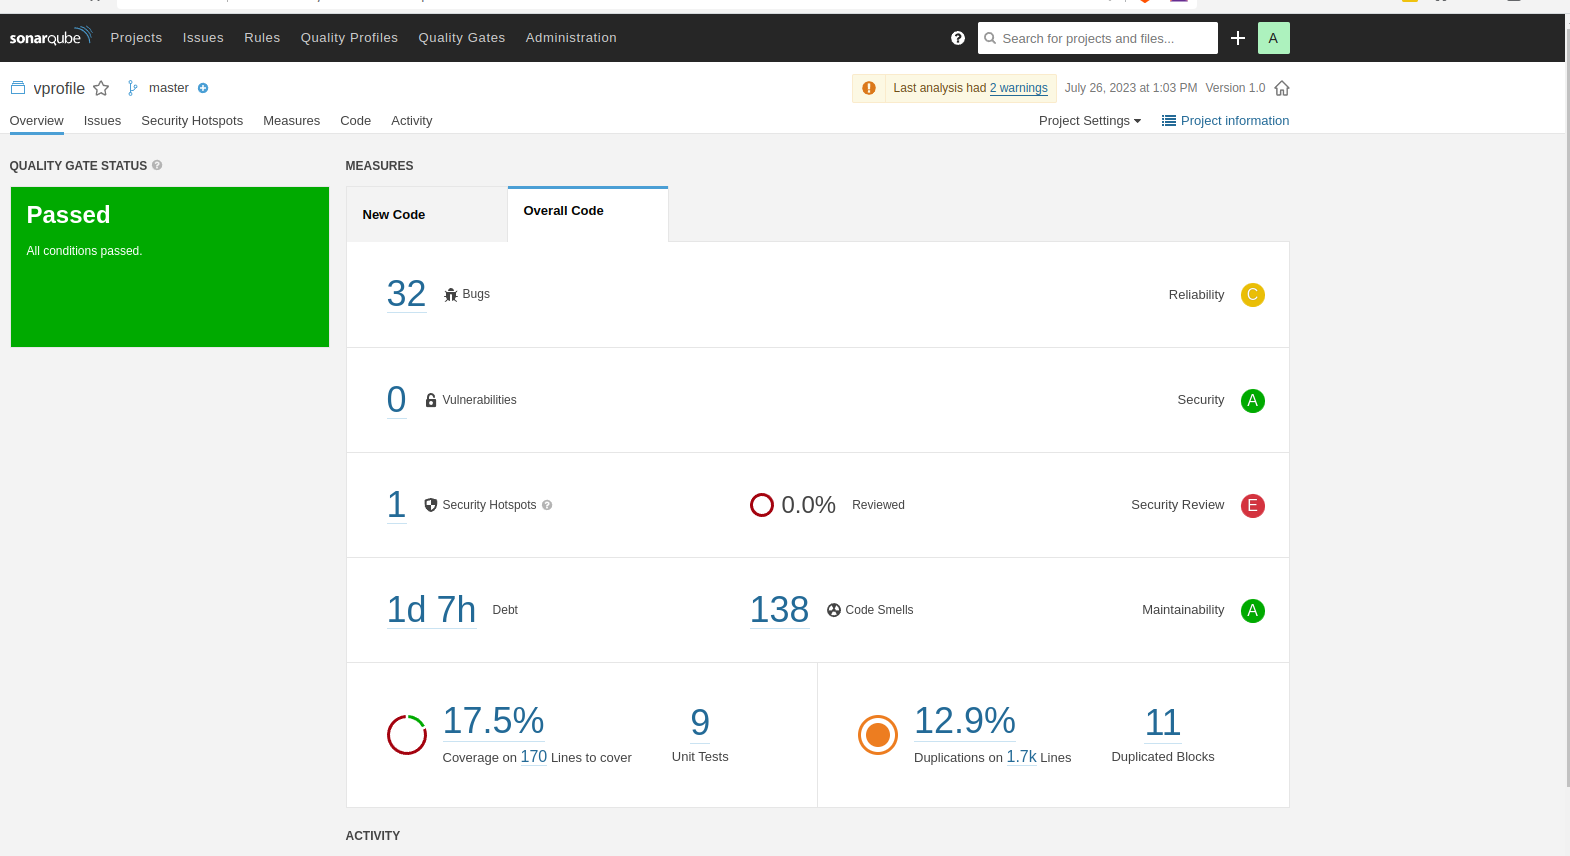 sonarqube Projects Issues Rules Quality Profiles Quality Gates Administration ? Search for projects and files... A
vprofile master Last analysis had 2 warnings July 26, 2023 at 1:03 PM Version 1.0
Overview Issues Security Hotspots Measures Code Activity Project Settings Project information
QUALITY GATE STATUS ? MEASURES
Passed
All conditions passed.
New Code Overall Code
32 Bugs Reliability C
0 Vulnerabilities Security A
1 Security Hotspots ? 0.0% Reviewed Security Review E
1d 7h Debt 138 Code Smells Maintainability A
17.5% 9 12.9% 11
Coverage on 170 Lines to cover Unit Tests Duplications on 1.7k Lines Duplicated Blocks
ACTIVITY